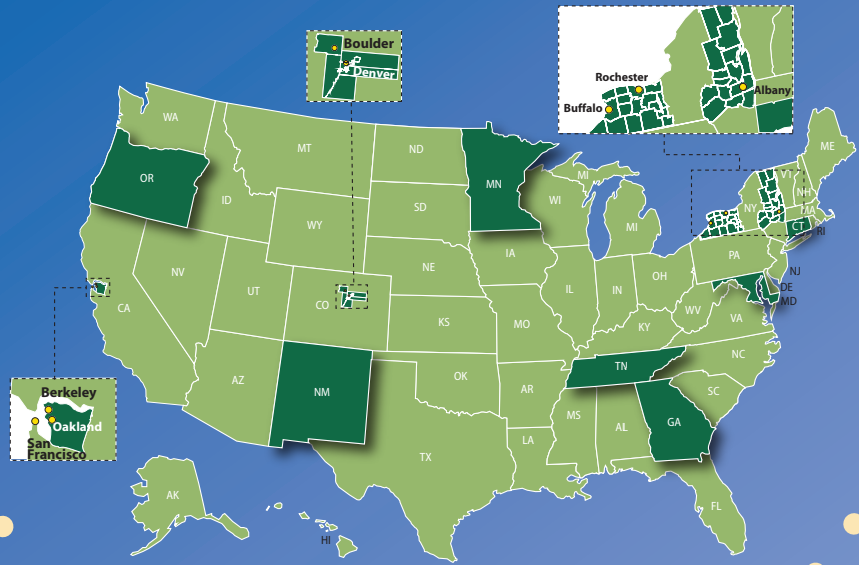 Boulder
Denver
Rochester
Buffalo
Albany
WA
OR
ID
MT
ND
SD
MN
WI
MI
MI
WY
NV
UT
CO
NE
IA
KS
MO
IL
IN
OH
PA
NY
VT
NH
ME
MA
CT
RI
NJ
DE
MD
WV
VA
KY
NC
SC
TN
GA
AL
MS
AR
LA
OK
TX
NM
AZ
CA
FL
AK
HI
Berkeley
Oakland
San
Francisco